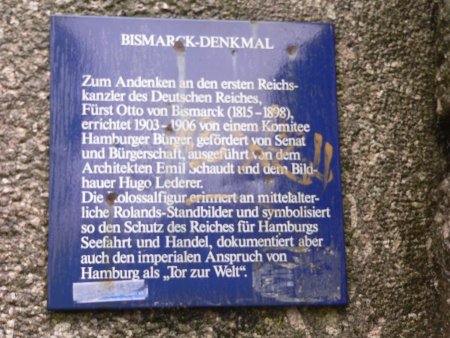 BISMARCK-DENKMAL
Zum Andenken an den ersten Reichs-
kanzler des Deutschen Reiches,
Fürst Otto von Bismarck (1815–1898),
errichtet 1903–1906 von einem Komitee
Hamburger Bürger, gefördert von Senat
und Bürgerschaft, ausgeführt von dem
Architekten Emil Schaudt und dem Bild-
hauer Hugo Lederer.
Die Kolossalfigur erinnert an mittelalter-
liche Rolands-Standbilder und symbolisiert
so den Schutz des Reiches für Hamburgs
Seefahrt und Handel, dokumentiert aber
auch den imperialen Anspruch von
Hamburg als „Tor zur Welt“.